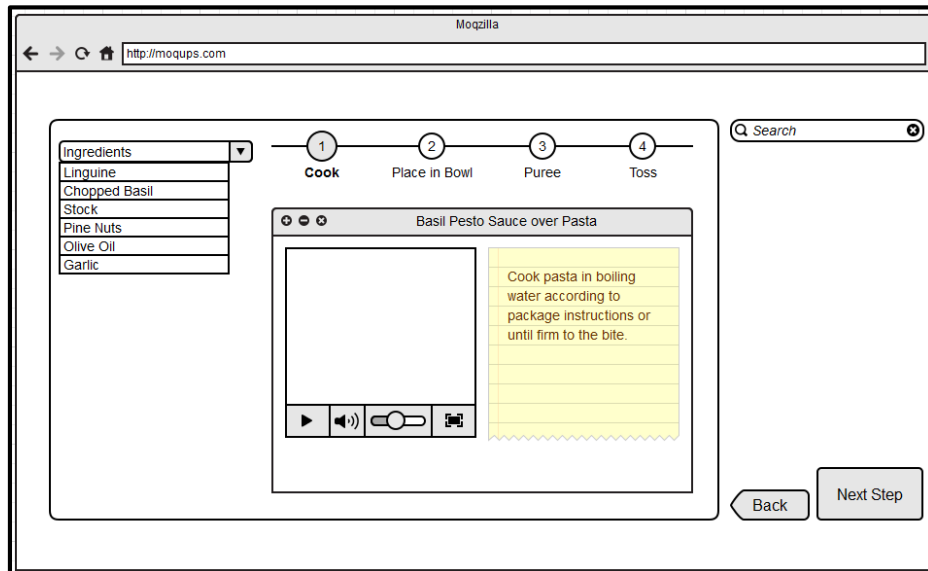 Moqzilla
http://moqups.com
Search
Ingredients
Linguine
Chopped Basil
Stock
Pine Nuts
Olive Oil
Garlic
1
2
3
4
Cook
Place in Bowl
Puree
Toss
Basil Pesto Sauce over Pasta
Cook pasta in boiling
water according to
package instructions or
until firm to the bite.
Back
Next Step